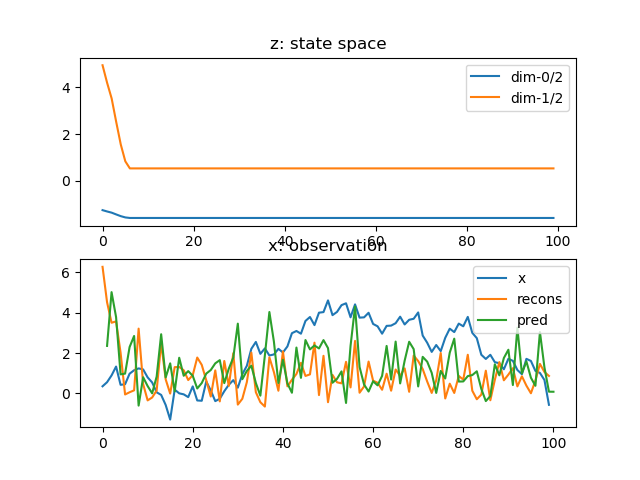 z: state space
4
2
0
dim-0/2
dim-1/2
0 20 40 60 80 100
x: observation
6
4
2
0
x
recons
pred
0 20 40 60 80 100